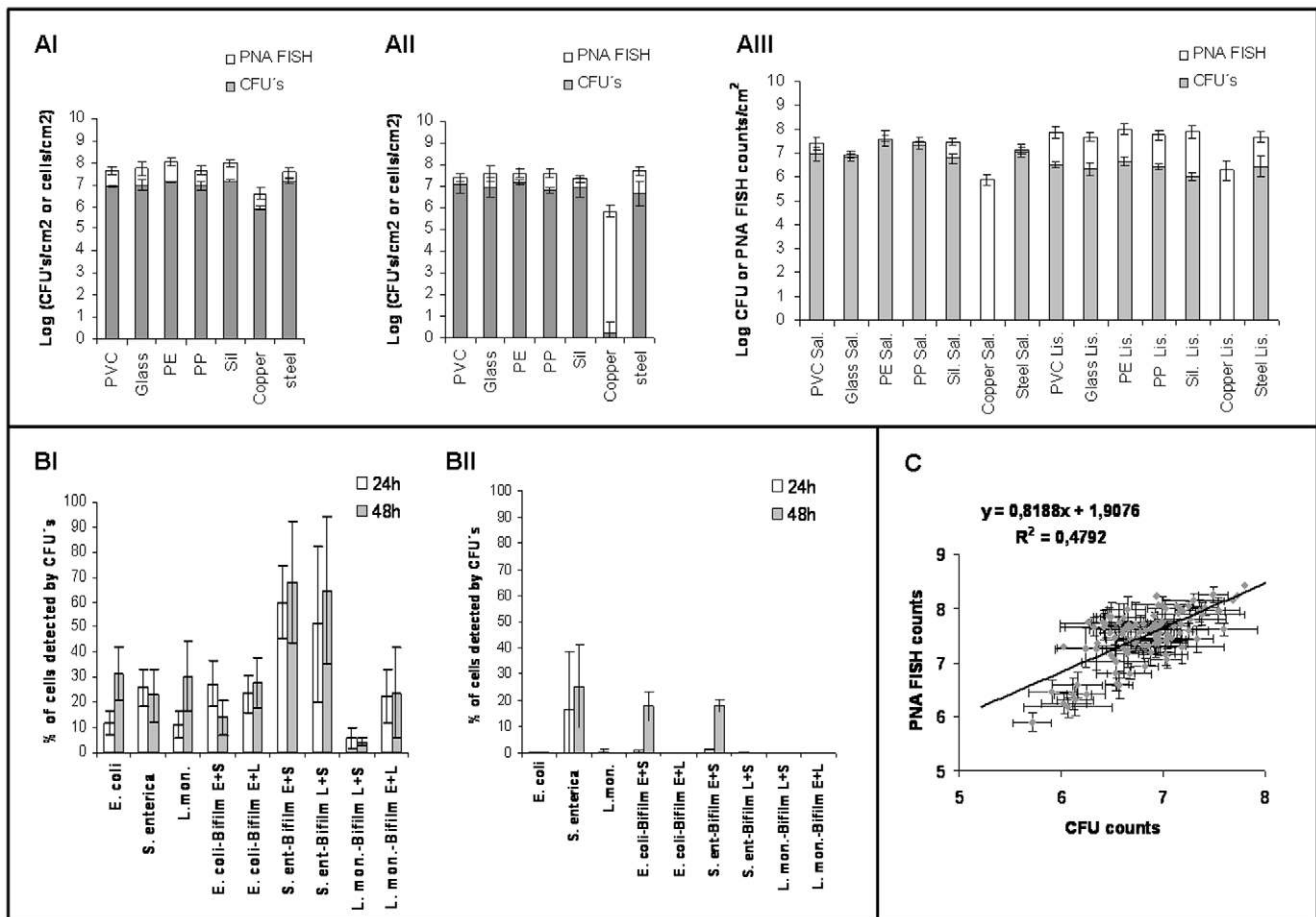 AI
PNA FISH
CFU´s
Log (CFU's/cm2 or cells/cm2)
10
9
8
7
6
5
4
3
2
1
0
PVC
Glass
PE
PP
Sil
Copper
steel
AII
PNA FISH
CFU´s
Log (CFU's/cm2 or cells/cm2)
10
9
8
7
6
5
4
3
2
1
0
PVC
Glass
PE
PP
Sil
Copper
steel
AIII
PNA FISH
CFU´s
Log CFU or PNA FISH counts/cm²
10
9
8
7
6
5
4
3
2
1
0
PVC Sal.
Glass Sal.
PE Sal.
PP Sal.
Sil. Sal.
Copper Sal.
Steel Sal.
PVC Lis.
Glass Lis.
PE Lis.
PP Lis.
Sil. Lis.
Copper Lis.
Steel Lis.
BI
24h
48h
% of cells detected by CFU´s
100
90
80
70
60
50
40
30
20
10
0
E. coli
S. enterica
L.mon.
E. coli-Bifilm E+S
E. coli-Bifilm E+L
S. ent-Bifilm E+S
S. ent-Bifilm L+S
L. mon.-Bifilm L+S
L. mon.-Bifilm E+L
BII
24h
48h
% of cells detected by CFU´s
100
90
80
70
60
50
40
30
20
10
0
E. coli
S. enterica
L.mon.
E. coli-Bifilm E+S
E. coli-Bifilm E+L
S. ent-Bifilm E+S
S. ent-Bifilm L+S
L. mon.-Bifilm L+S
L. mon.-Bifilm E+L
C
y = 0,8188x + 1,9076
R² = 0,4792
PNA FISH counts
9
8
7
6
5
5
6
7
8
CFU counts